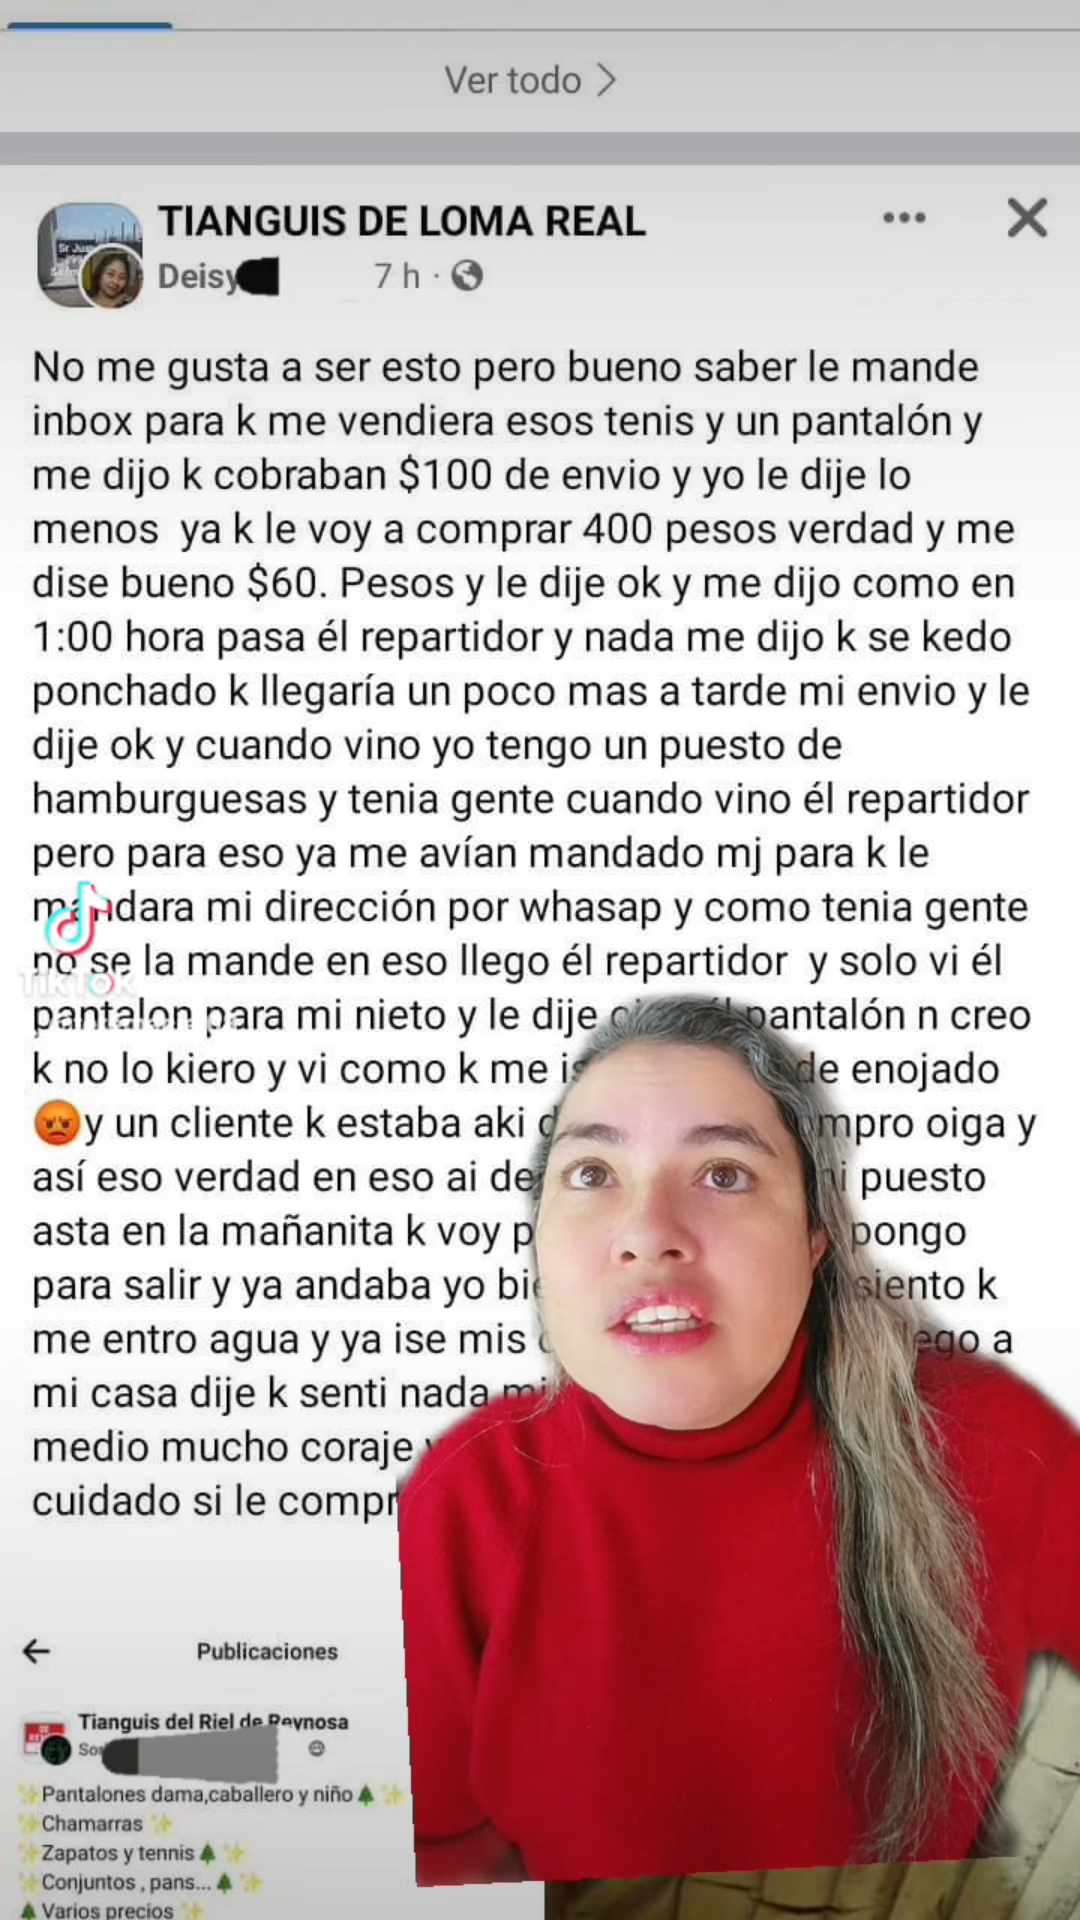 Ver todo
TIANGUIS DE LOMA REAL
Deisy 7 h ·
No me gusta a ser esto pero bueno saber le mande
inbox para k me vendiera esos tenis y un pantalón y
me dijo k cobraban $100 de envio y yo le dije lo
menos ya k le voy a comprar 400 pesos verdad y me
dise bueno $60. Pesos y le dije ok y me dijo como en
1:00 hora pasa él repartidor y nada me dijo k se kedo
ponchado k llegaría un poco mas a tarde mi envio y le
dije ok y cuando vino yo tengo un puesto de
hamburguesas y tenia gente cuando vino él repartidor
pero para eso ya me avían mandado mj para k le
mandara mi dirección por whasap y como tenia gente
no se la mande en eso llego él repartidor y solo vi él
TikTok
pantalon para mi nieto y le dije pantalón n creo
k no lo kiero y vi como k me de enojado
😡y un cliente k estaba aki mpro oiga y
así eso verdad en eso ai puesto
asta en la mañanita k voy pongo
para salir y ya andaba yo siento k
me entro agua y ya ise mis a
mi casa dije k senti nada
medio mucho coraje
cuidado si le
Publicaciones
Tianguis del Riel de Reynosa
✨Pantalones dama,caballero y niño🌲✨
✨Chamarras ✨
✨Zapatos y tennis🌲✨
✨Conjuntos , pans...🌲✨
🌲Varios precios ✨